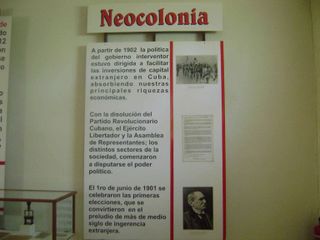 Neocolonia
A partir de 1902 la política
del gobierno interventor
estuvo dirigida a facilitar
las inversiones de capital
extranjero en Cuba,
absorbiendo nuestras
principales riquezas
económicas.
Con la disolución del
Partido Revolucionario
Cubano, el Ejército
Libertador y la Asamblea
de Representantes; los
distintos sectores de la
sociedad, comenzaron
a disputarse el poder
político.
El 1ro de junio de 1901 se
celebraron las primeras
elecciones, que se
convirtieron en el
preludio de más de medio
siglo de ingerencia
extranjera.